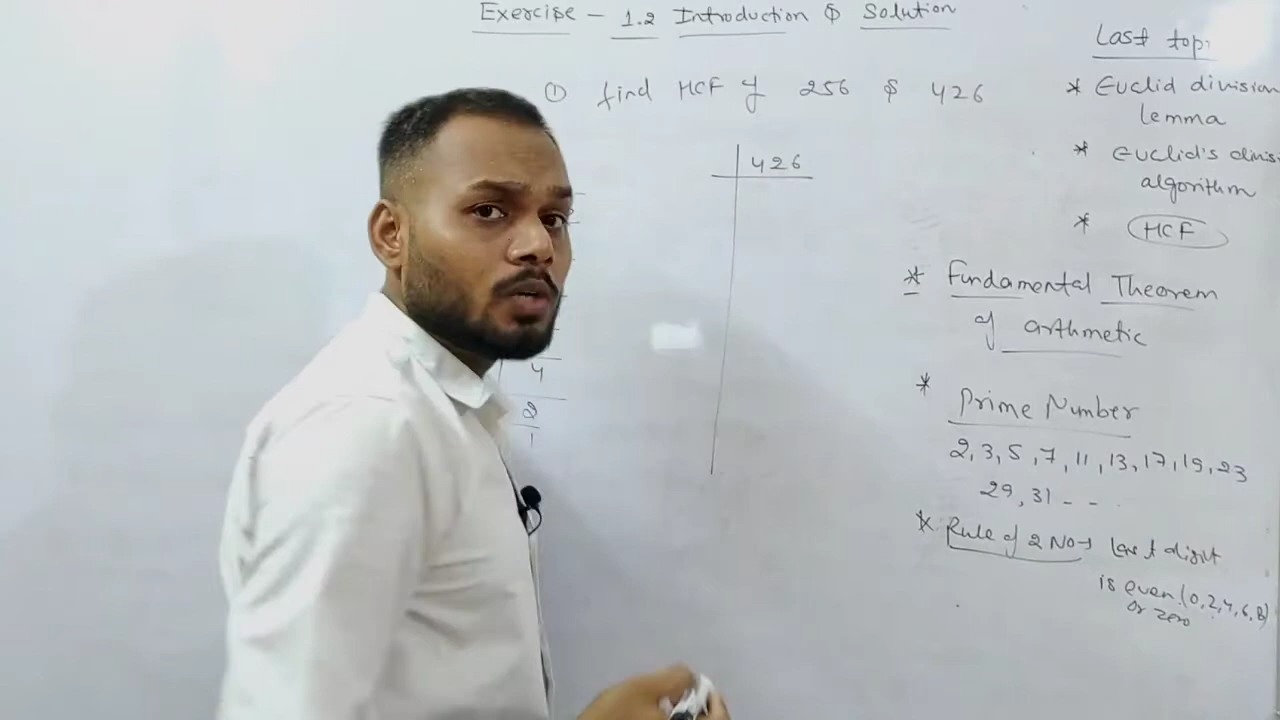 Exercise - 1.2 Introduction & Solution
① find HCF of 256 & 426
426
4
2
1
Last top
* Euclid division
lemma
* Euclid's divis
algorithm
* HCF
* Fundamental Theorem
of arthmetic
* Prime Number
2, 3, 5, 7, 11, 13, 17, 19, 23
29, 31 - -
* Rule of 2 No → last digit
is even (0, 2, 4, 6, 8)
or zero